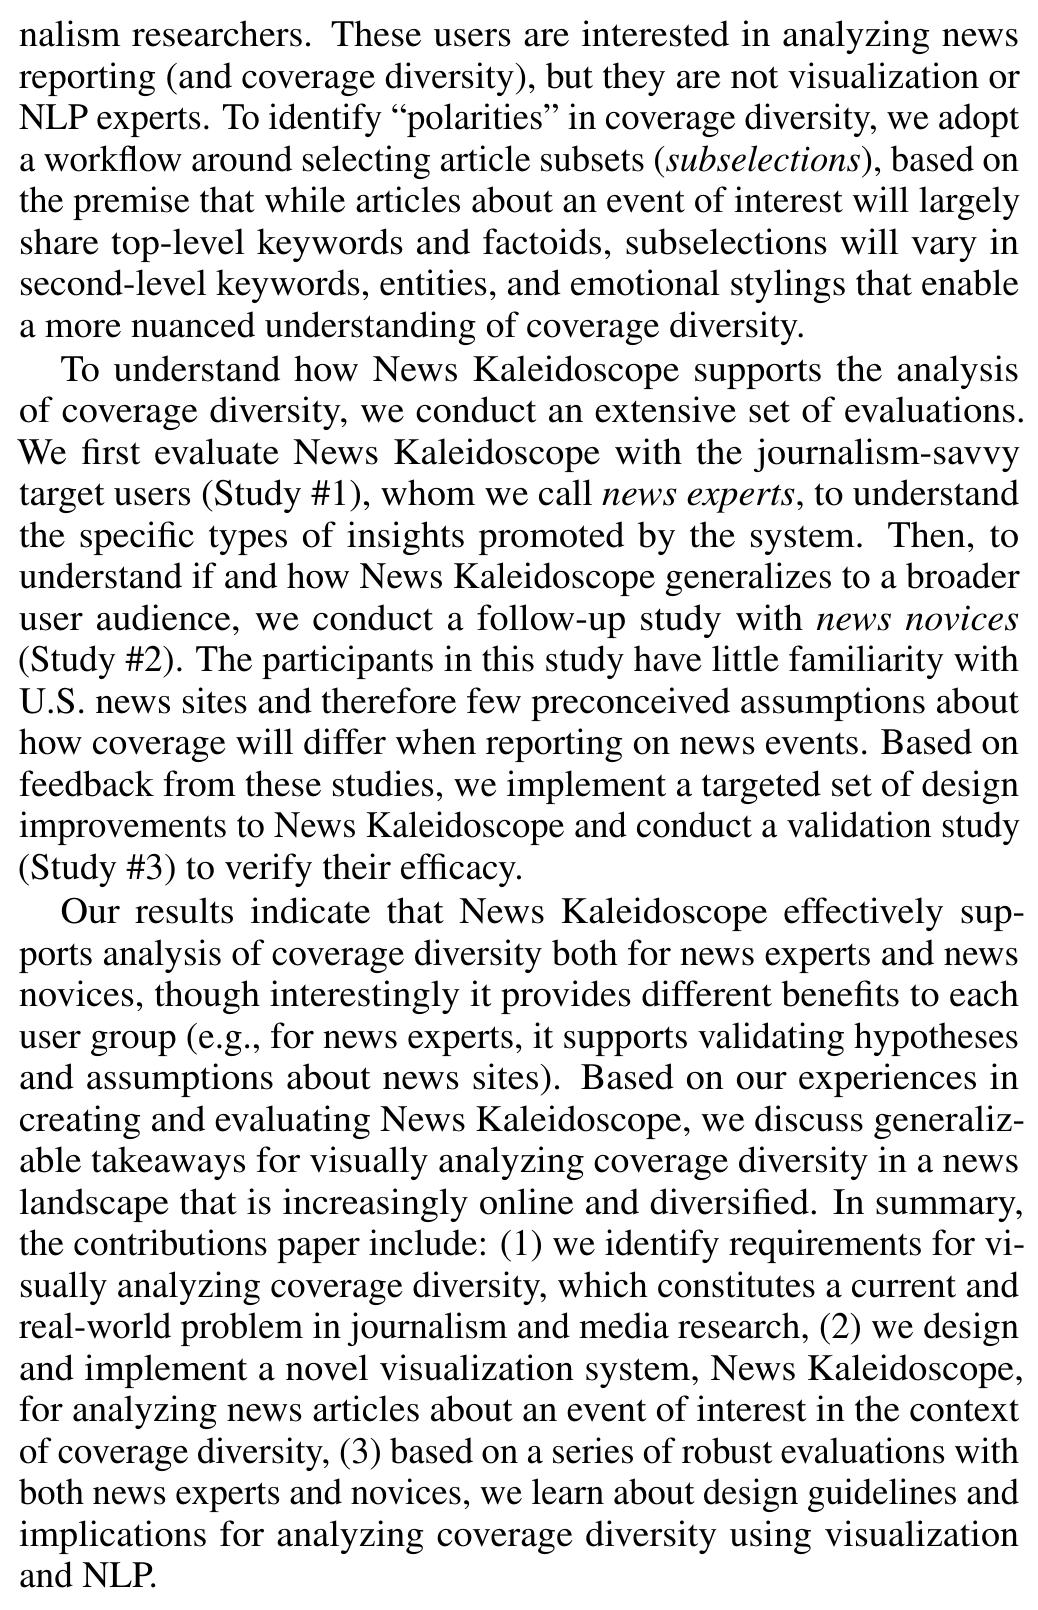 nalism researchers. These users are interested in analyzing news
reporting (and coverage diversity), but they are not visualization or
NLP experts. To identify “polarities” in coverage diversity, we adopt
a workflow around selecting article subsets (subselections), based on
the premise that while articles about an event of interest will largely
share top-level keywords and factoids, subselections will vary in
second-level keywords, entities, and emotional stylings that enable
a more nuanced understanding of coverage diversity.
To understand how News Kaleidoscope supports the analysis
of coverage diversity, we conduct an extensive set of evaluations.
We first evaluate News Kaleidoscope with the journalism-savvy
target users (Study #1), whom we call news experts, to understand
the specific types of insights promoted by the system. Then, to
understand if and how News Kaleidoscope generalizes to a broader
user audience, we conduct a follow-up study with news novices
(Study #2). The participants in this study have little familiarity with
U.S. news sites and therefore few preconceived assumptions about
how coverage will differ when reporting on news events. Based on
feedback from these studies, we implement a targeted set of design
improvements to News Kaleidoscope and conduct a validation study
(Study #3) to verify their efficacy.
Our results indicate that News Kaleidoscope effectively sup-
ports analysis of coverage diversity both for news experts and news
novices, though interestingly it provides different benefits to each
user group (e.g., for news experts, it supports validating hypotheses
and assumptions about news sites). Based on our experiences in
creating and evaluating News Kaleidoscope, we discuss generaliz-
able takeaways for visually analyzing coverage diversity in a news
landscape that is increasingly online and diversified. In summary,
the contributions paper include: (1) we identify requirements for vi-
sually analyzing coverage diversity, which constitutes a current and
real-world problem in journalism and media research, (2) we design
and implement a novel visualization system, News Kaleidoscope,
for analyzing news articles about an event of interest in the context
of coverage diversity, (3) based on a series of robust evaluations with
both news experts and novices, we learn about design guidelines and
implications for analyzing coverage diversity using visualization
and NLP.